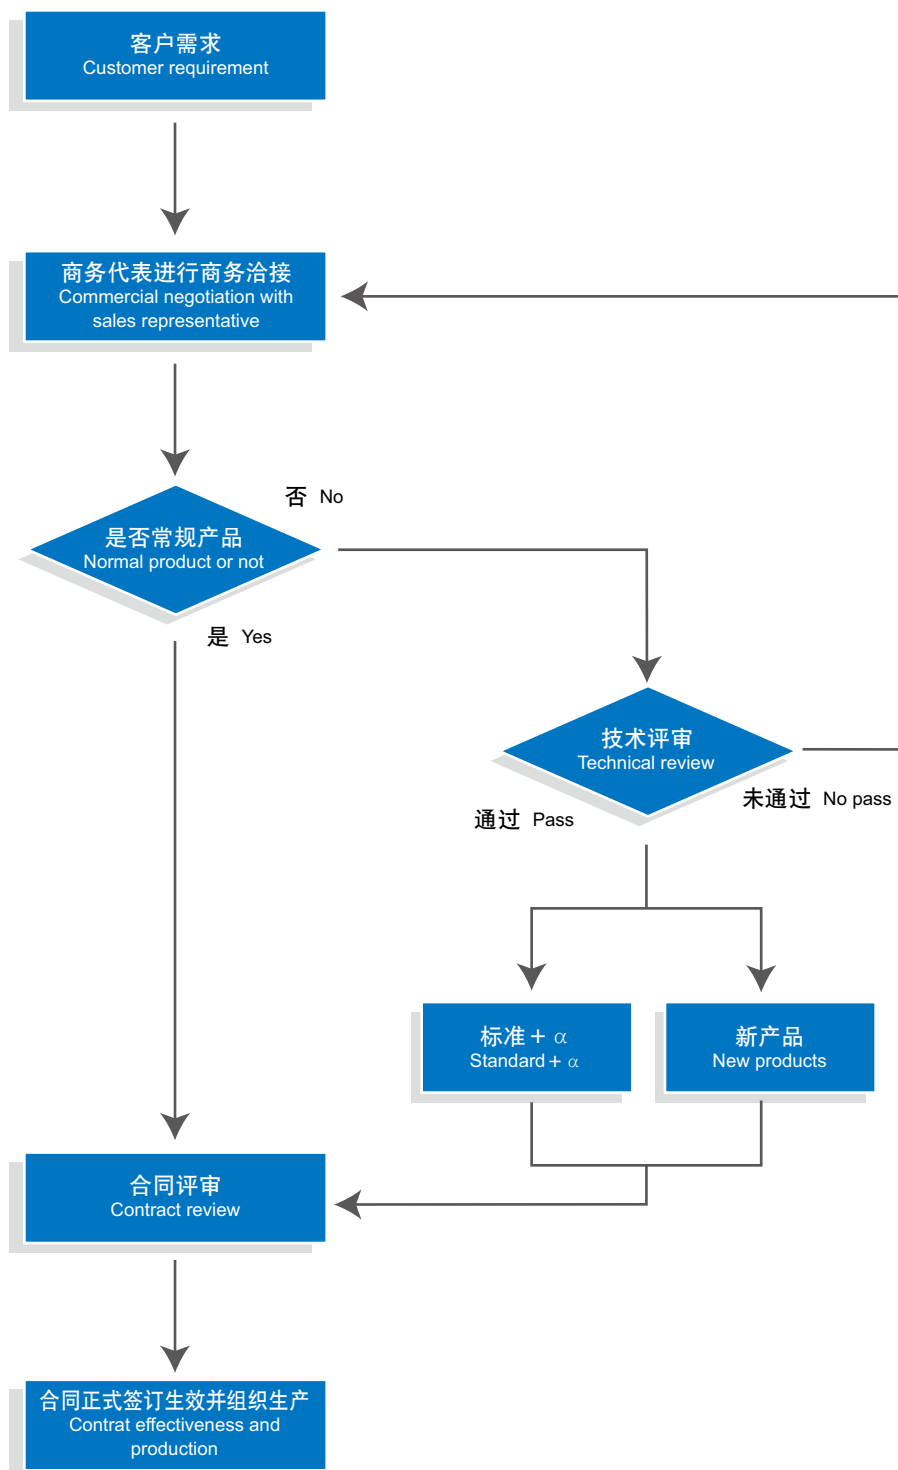 客户需求
Customer requirement
商务代表进行商务洽接
Commercial negotiation with
sales representative
否 No
是否常规产品
Normal product or not
是 Yes
技术评审
Technical review
未通过 No pass
通过 Pass
标准+ α
Standard+ α
新产品
New products
合同评审
Contract review
合同正式签订生效并组织生产
Contrat effectiveness and
production